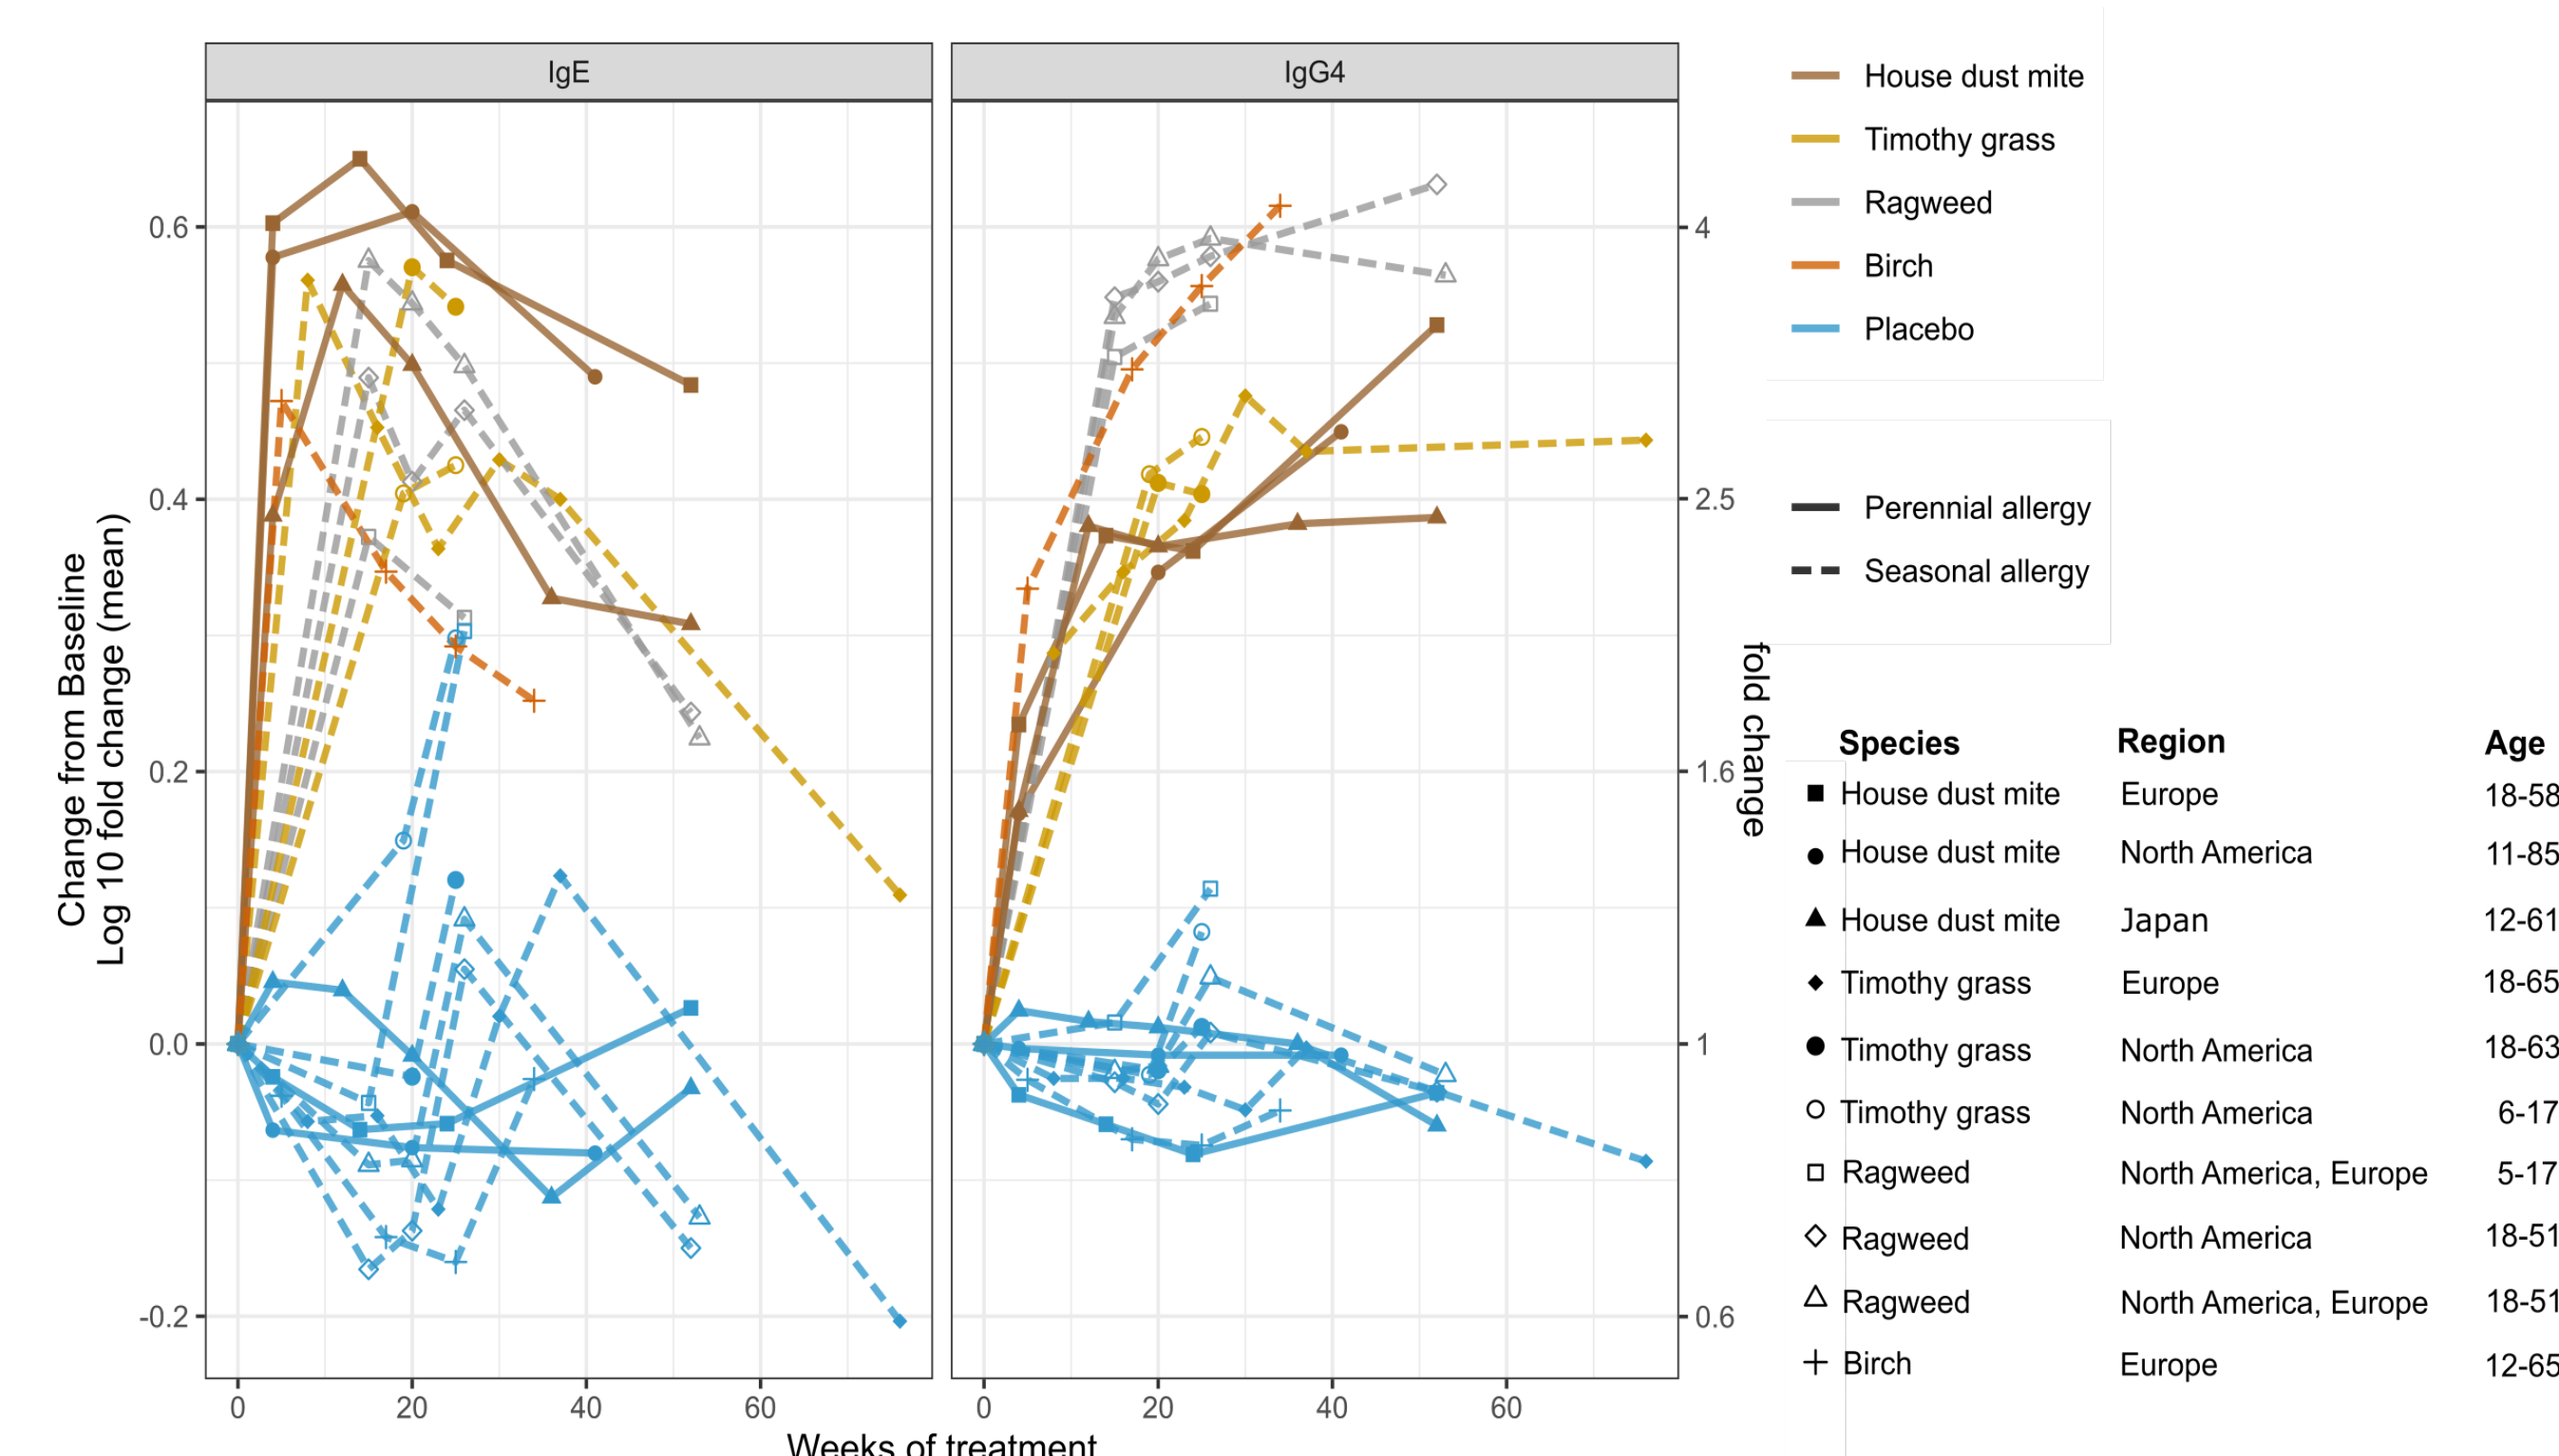 IgE
IgG4
Change from Baseline
Log 10 fold change (mean)
0.6
0.4
0.2
0.0
-0.2
0
20
40
60
0
20
40
60
Weeks of treatment
4
2.5
1.6
1
0.6
fold change
House dust mite
Timothy grass
Ragweed
Birch
Placebo
Perennial allergy
Seasonal allergy
Species Region Age
House dust mite Europe 18-58
House dust mite North America 11-85
House dust mite Japan 12-61
Timothy grass Europe 18-65
Timothy grass North America 18-63
Timothy grass North America 6-17
Ragweed North America, Europe 5-17
Ragweed North America 18-51
Ragweed North America, Europe 18-51
Birch Europe 12-65